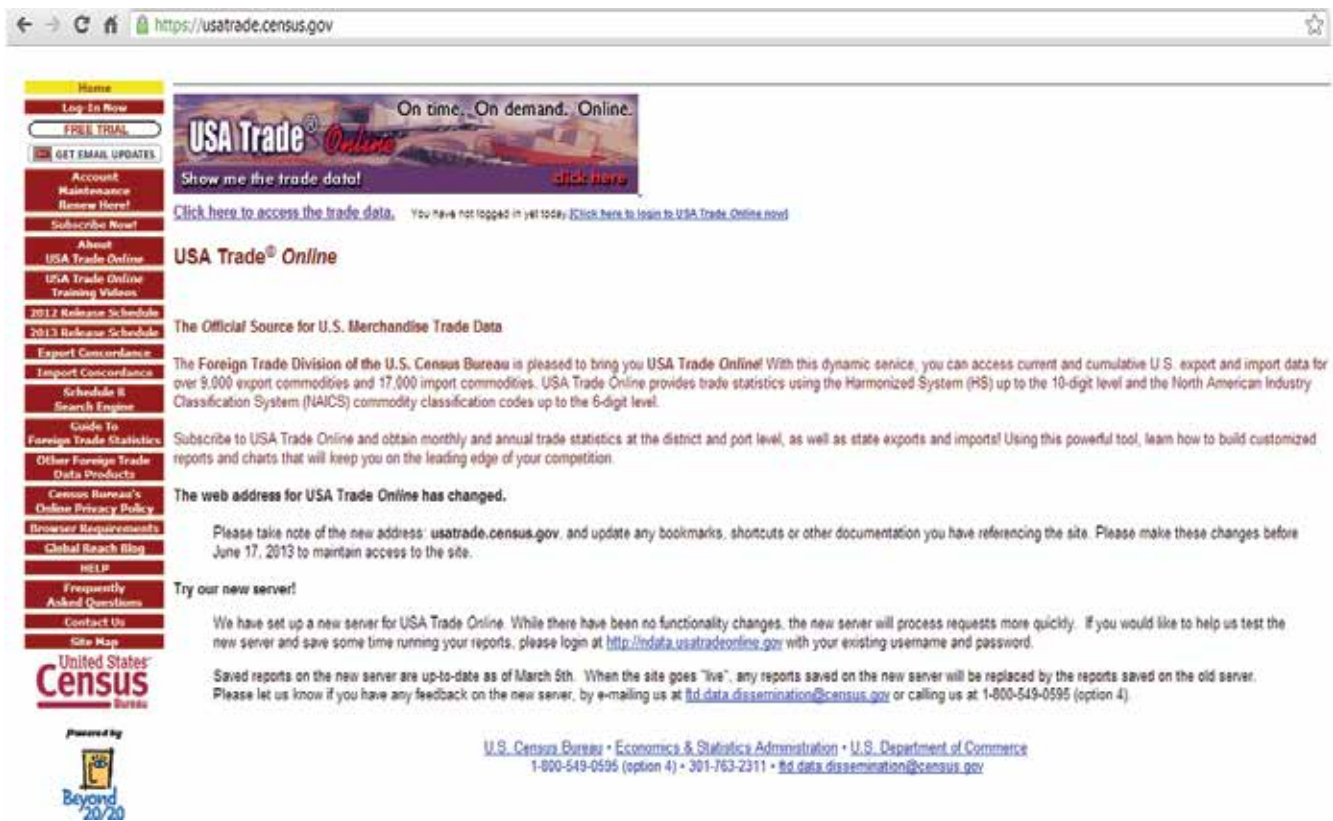 https://usatrade.census.gov
Home
Log-In Now
FREE TRIAL
GET EMAIL UPDATES
Account
Maintenance
Renew Here!
Subscribe Now!
About
USA Trade Online
USA Trade Online
Training Videos
2012 Release Schedule
2013 Release Schedule
Export Concordance
Import Concordance
Schedule B
Search Engine
Guide To
Foreign Trade Statistics
Other Foreign Trade
Data Products
Census Bureau's
Online Privacy Policy
Browser Requirements
Global Reach Blog
HELP
Frequently
Asked Questions
Contact Us
Site Map
United States
Census
Bureau
Powered by
Beyond
20/20
On time. On demand. Online.
USA Trade® Online
Show me the trade data! click here
Click here to access the trade data. You have not logged in yet today.[Click here to login to USA Trade Online now]
USA Trade® Online
The Official Source for U.S. Merchandise Trade Data
The Foreign Trade Division of the U.S. Census Bureau is pleased to bring you USA Trade Online! With this dynamic service, you can access current and cumulative U.S. export and import data for
over 9,000 export commodities and 17,000 import commodities. USA Trade Online provides trade statistics using the Harmonized System (HS) up to the 10-digit level and the North American Industry
Classification System (NAICS) commodity classification codes up to the 6-digit level.
Subscribe to USA Trade Online and obtain monthly and annual trade statistics at the district and port level, as well as state exports and imports! Using this powerful tool, learn how to build customized
reports and charts that will keep you on the leading edge of your competition.
The web address for USA Trade Online has changed.
Please take note of the new address: usatrade.census.gov, and update any bookmarks, shortcuts or other documentation you have referencing the site. Please make these changes before
June 17, 2013 to maintain access to the site.
Try our new server!
We have set up a new server for USA Trade Online. While there have been no functionality changes, the new server will process requests more quickly. If you would like to help us test the
new server and save some time running your reports, please login at http://ndata.usatradeonline.gov with your existing username and password.
Saved reports on the new server are up-to-date as of March 5th. When the site goes "live", any reports saved on the new server will be replaced by the reports saved on the old server.
Please let us know if you have any feedback on the new server, by e-mailing us at ftd.data.dissemination@census.gov or calling us at 1-800-549-0595 (option 4).
U.S. Census Bureau • Economics & Statistics Administration • U.S. Department of Commerce
1-800-549-0595 (option 4) • 301-763-2311 • ftd.data.dissemination@census.gov